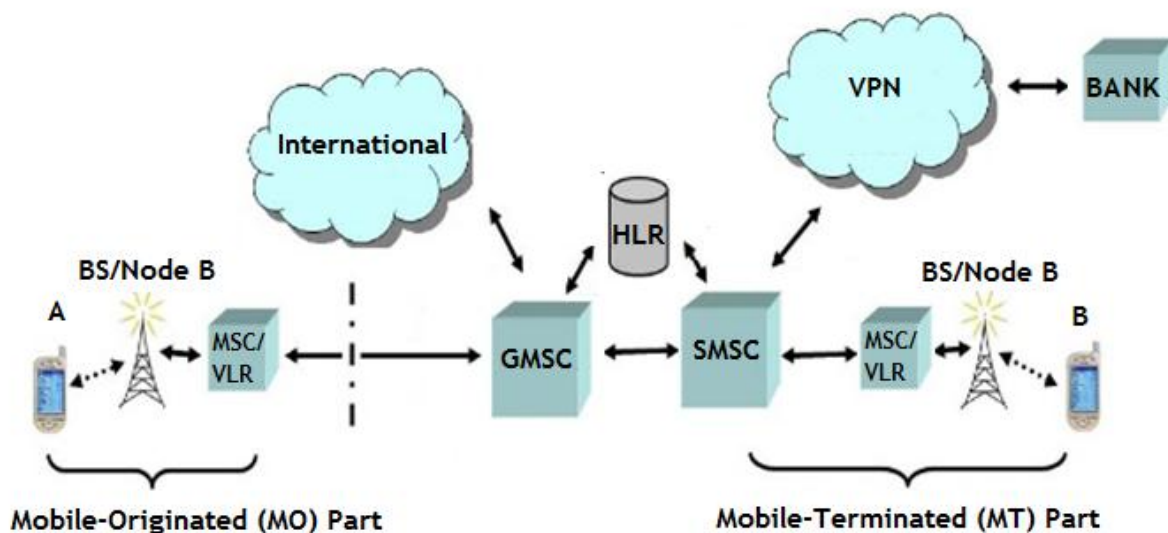 VPN
BANK
International
HLR
BS/Node B
BS/Node B
A
B
MSC/
VLR
GMSC
SMSC
MSC/
VLR
Mobile-Originated (MO) Part
Mobile-Terminated (MT) Part